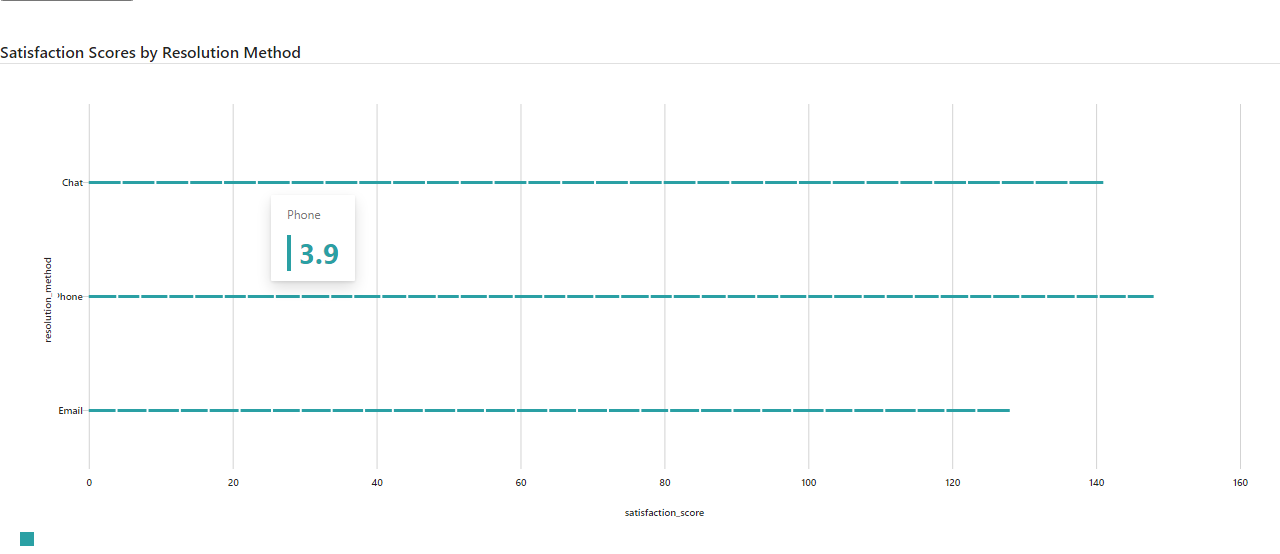 Satisfaction Scores by Resolution Method
Chat
Phone
3.9
resolution_method
Phone
Email
0 20 40 60 80 100 120 140 160
satisfaction_score